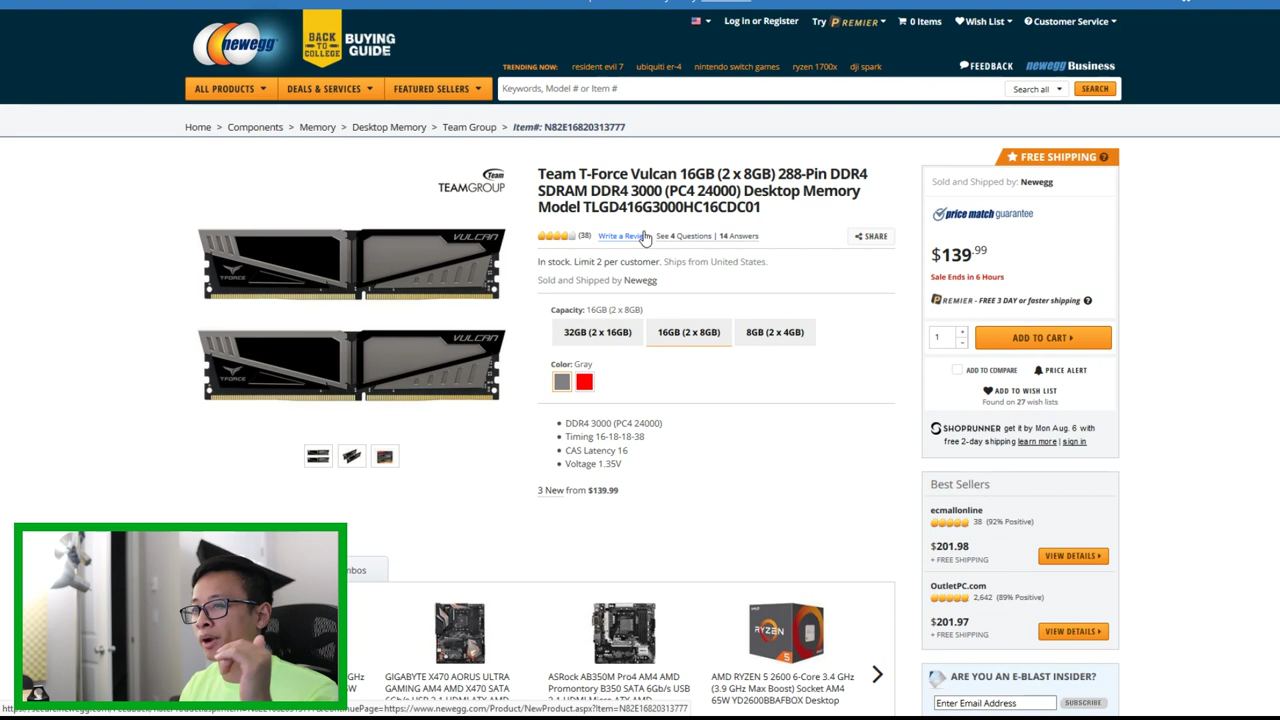 newegg
BACK TO COLLEGE
BUYING GUIDE
Log in or Register
Try PREMIER
0 Items
Wish List
Customer Service
TRENDING NOW:
resident evil 7
ubiquiti er-4
nintendo switch games
ryzen 1700x
dji spark
FEEDBACK
newegg Business
ALL PRODUCTS
DEALS & SERVICES
FEATURED SELLERS
Keywords, Model # or Item #
Search all
SEARCH
Home > Components > Memory > Desktop Memory > Team Group > Item#: N82E16820313777
FREE SHIPPING
Team
TEAMGROUP
Team T-Force Vulcan 16GB (2 x 8GB) 288-Pin DDR4
SDRAM DDR4 3000 (PC4 24000) Desktop Memory
Model TLGD416G3000HC16CDC01
(38) Write a Review See 4 Questions | 14 Answers
SHARE
In stock. Limit 2 per customer. Ships from United States.
Sold and Shipped by Newegg
Capacity: 16GB (2 x 8GB)
32GB (2 x 16GB)
16GB (2 x 8GB)
8GB (2 x 4GB)
Color: Gray
• DDR4 3000 (PC4 24000)
• Timing 16-18-18-38
• CAS Latency 16
• Voltage 1.35V
3 New from $139.99
VULCAN
T-FORCE
VULCAN
T-FORCE
Sold and Shipped by: Newegg
price match guarantee
$139.99
Sale Ends in 6 Hours
PREMIER - FREE 3 DAY or faster shipping
1
ADD TO CART
ADD TO COMPARE
PRICE ALERT
ADD TO WISH LIST
Found on 27 wish lists
SHOPRUNNER get it by Mon Aug. 6 with
free 2-day shipping learn more | sign in
Best Sellers
ecmallonline
38 (92% Positive)
$201.98
+ FREE SHIPPING
VIEW DETAILS
OutletPC.com
2,642 (89% Positive)
$201.97
+ FREE SHIPPING
VIEW DETAILS
ARE YOU AN E-BLAST INSIDER?
Enter Email Address
SUBSCRIBE
mbos
GHz
W
GIGABYTE X470 AORUS ULTRA
GAMING AM4 AMD X470 SATA
ASRock AB350M Pro4 AM4 AMD
Promontory B350 SATA 6Gb/s USB
RYZEN
5
AMD RYZEN 5 2600 6-Core 3.4 GHz
(3.9 GHz Max Boost) Socket AM4
65W YD2600BBAFBOX Desktop